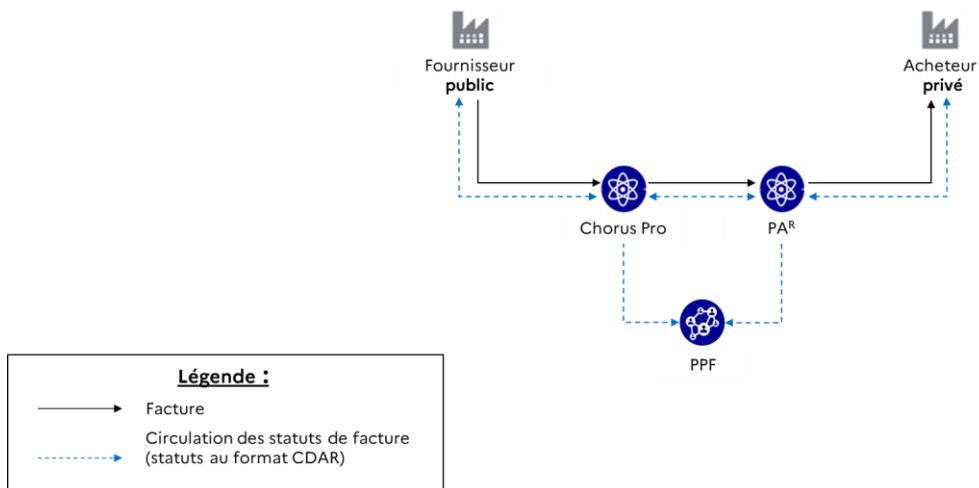 Fournisseur
public
Acheteur
privé
Chorus Pro
PAᴿ
PPF
Légende :
Facture
Circulation des statuts de facture
(statuts au format CDAR)